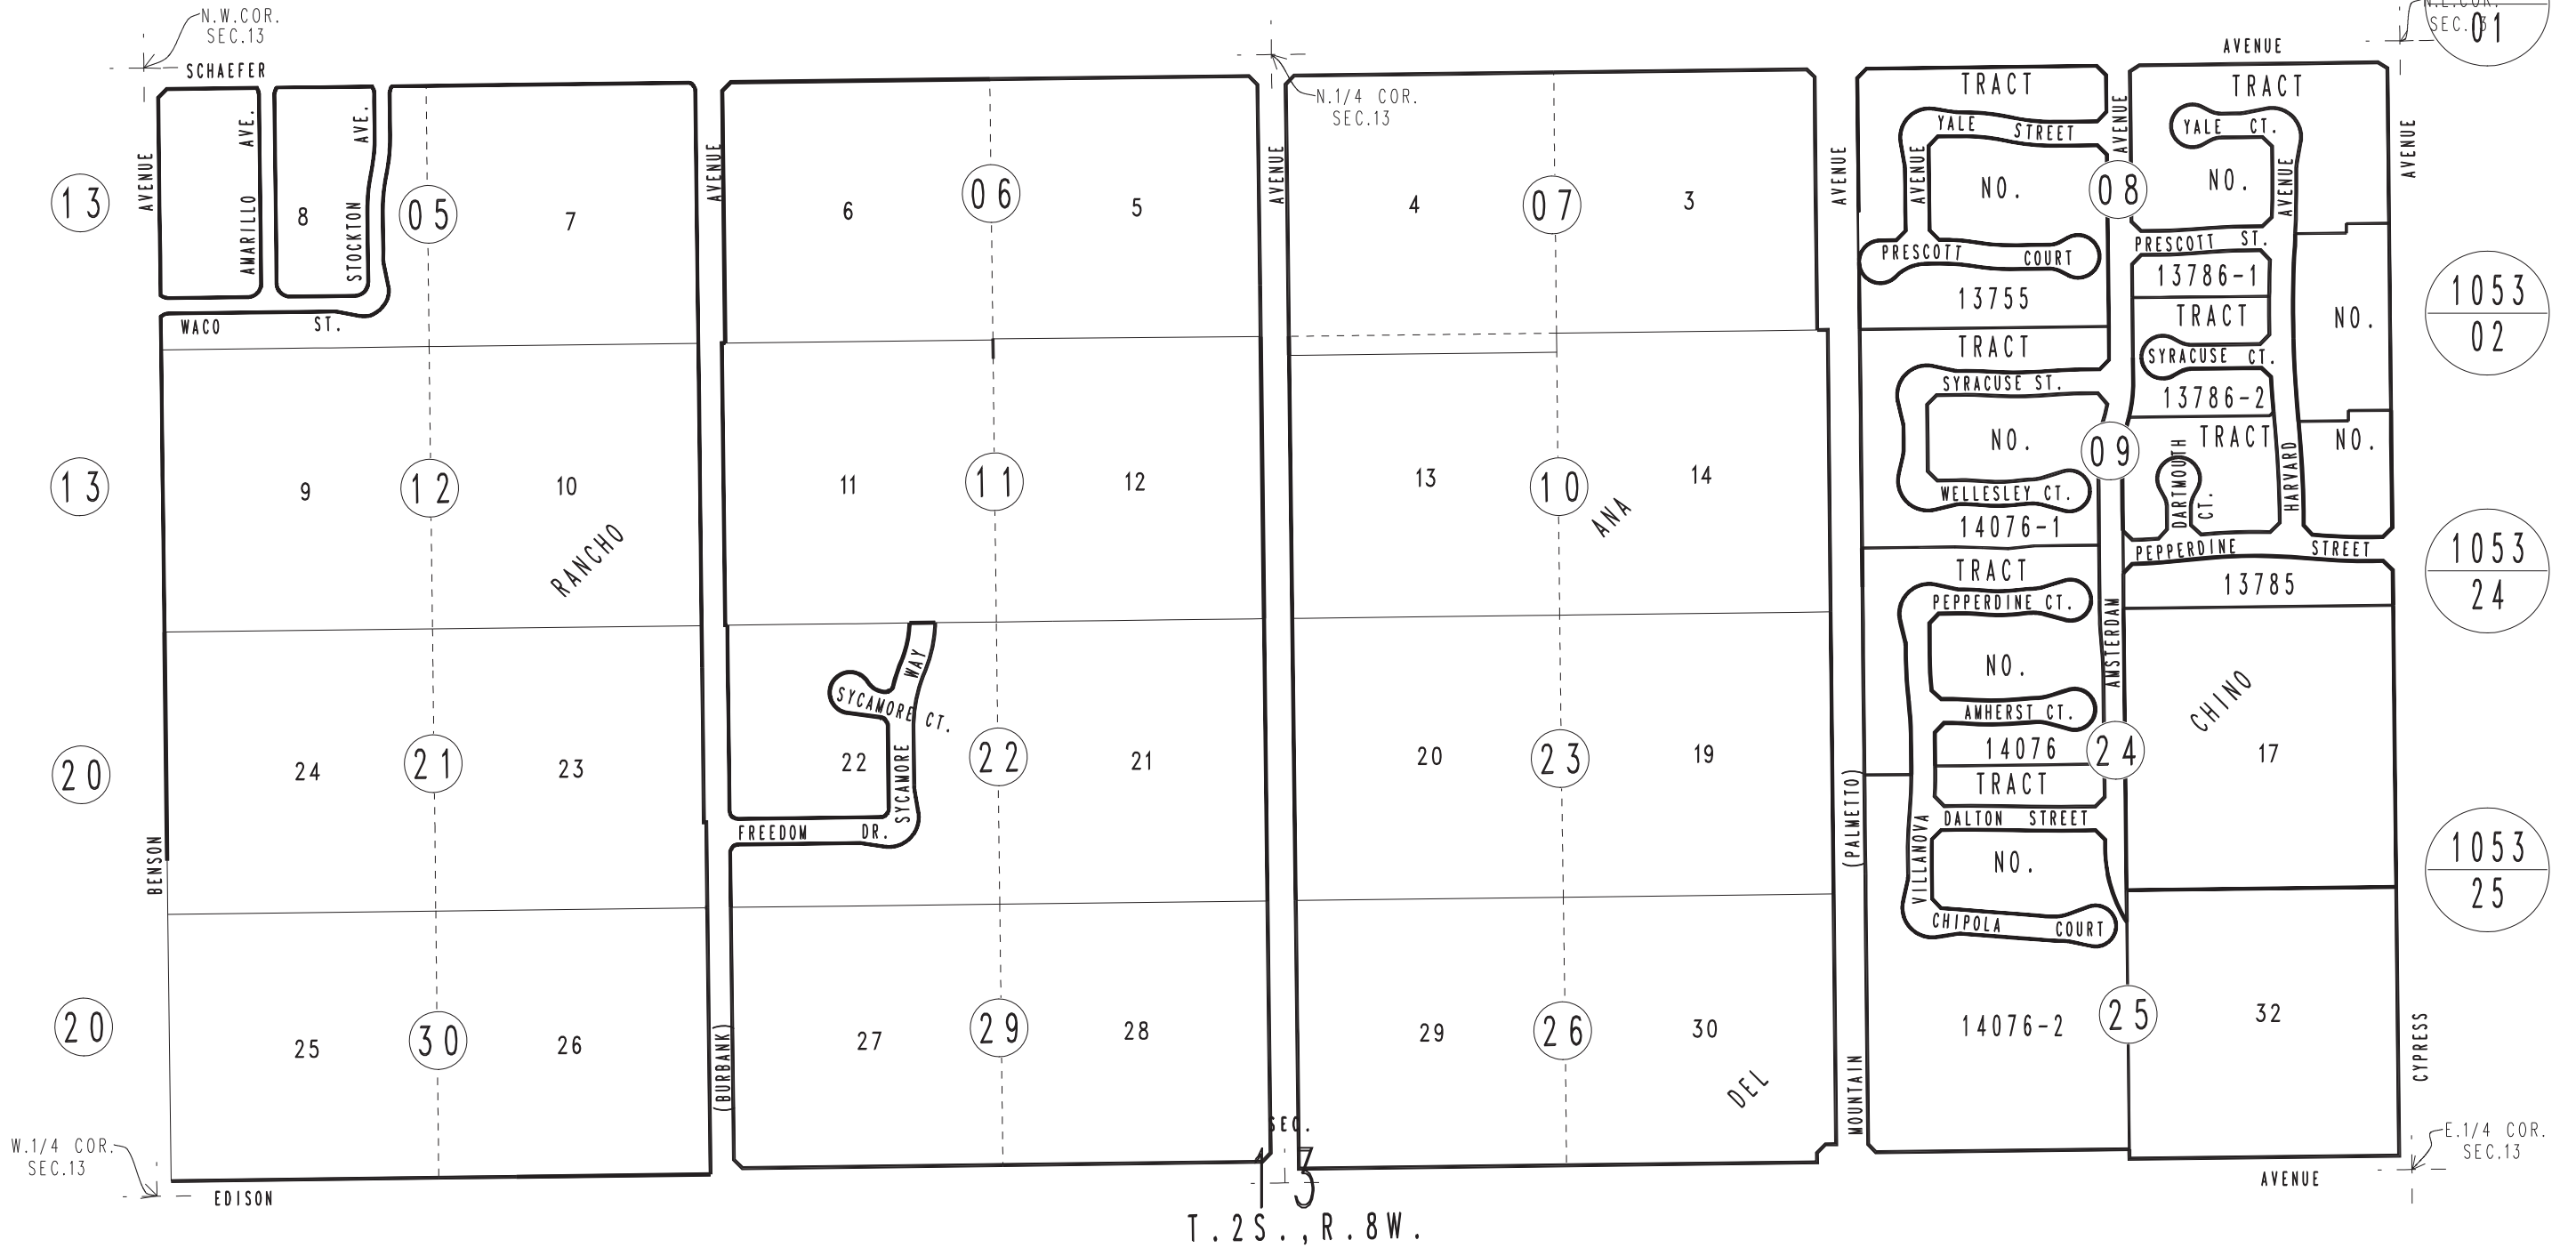 N.W.COR.
SEC.13
SCHAEFER
AVENUE
N.E.COR.
SEC.13
01
N.1/4 COR.
SEC.13
13
AVENUE
AMARILLO AVE.
8
STOCKTON AVE.
05
7
WACO ST.
AVENUE
6
06
5
AVENUE
4
07
3
AVENUE
TRACT
YALE STREET
AVENUE
NO.
PRESCOTT COURT
13755
AVENUE
08
TRACT
YALE CT.
NO.
AVENUE
PRESCOTT ST.
13786-1
TRACT
NO.
SYRACUSE CT.
13786-2
AVENUE
1053
02
13
9
12
10
RANCHO
11
11
12
13
10
14
ANA
TRACT
SYRACUSE ST.
NO.
WELLESLEY CT.
14076-1
09
TRACT
NO.
DARTMOUTH
CT.
HARVARD
PEPPERDINE STREET
13785
1053
24
20
24
21
23
BENSON
WAY
SYCAMORE CT.
22
SYCAMORE
22
21
FREEDOM DR.
20
23
19
(PALMETTO)
TRACT
PEPPERDINE CT.
NO.
AMHERST CT.
14076
TRACT
DALTON STREET
VILLANOVA
NO.
CHIPOLA COURT
AMSTERDAM
24
CHINO
17
1053
25
20
25
30
26
(BURBANK)
27
29
28
29
26
30
DEL
MOUNTAIN
14076-2
25
32
CYPRESS
W.1/4 COR.
SEC.13
EDISON
SEC.
13
E.1/4 COR.
SEC.13
AVENUE
T.2S.,R.8W.